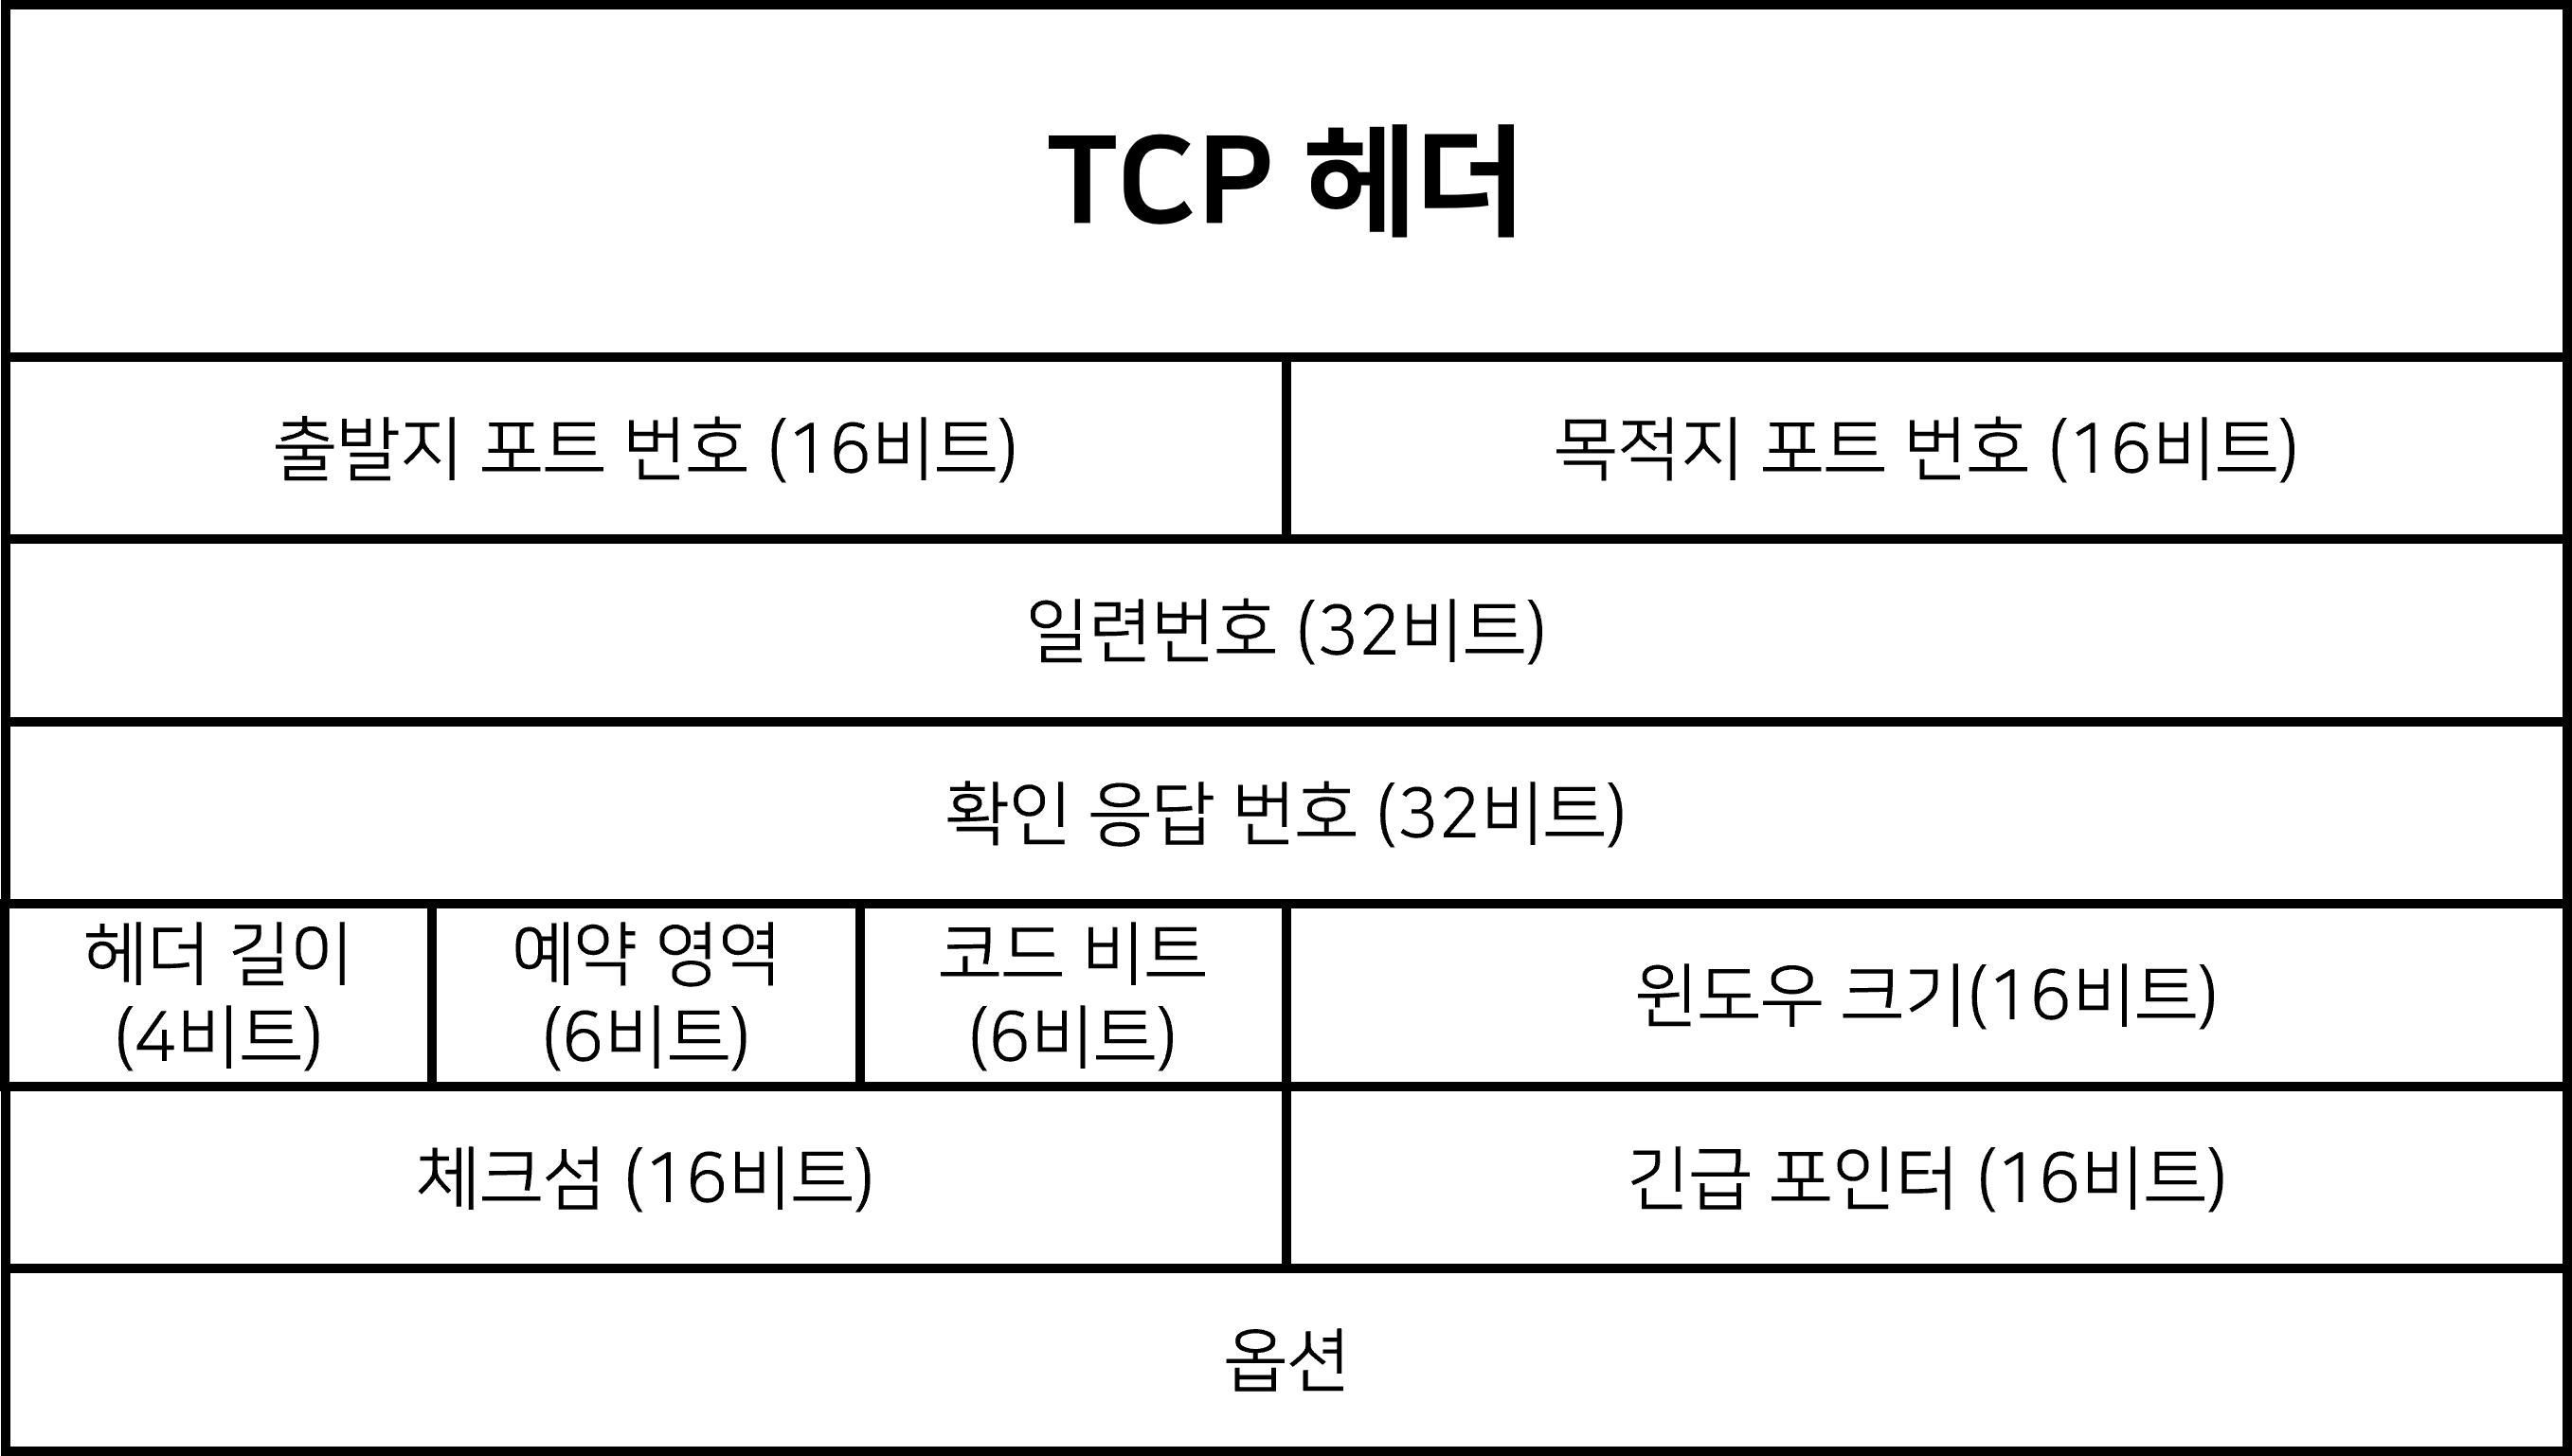 TCP 헤더
출발지 포트 번호 (16비트)
목적지 포트 번호 (16비트)
일련번호 (32비트)
확인 응답 번호 (32비트)
헤더 길이
(4비트)
예약 영역
(6비트)
코드 비트
(6비트)
윈도우 크기(16비트)
체크섬 (16비트)
긴급 포인터 (16비트)
옵션